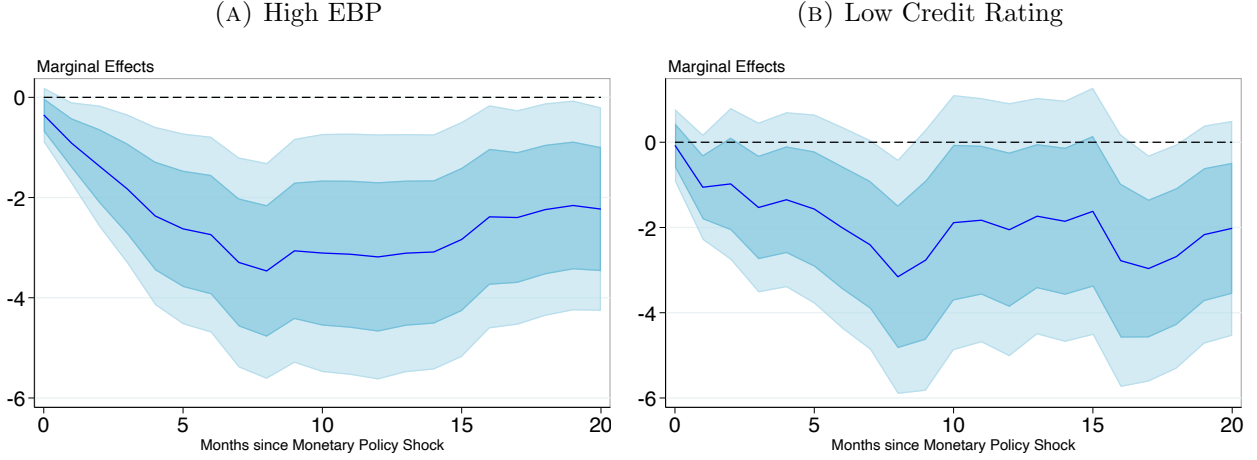 (A) High EBP
Marginal Effects
0
-2
-4
-6
0 5 10 15 20
Months since Monetary Policy Shock
(B) Low Credit Rating
Marginal Effects
0
-2
-4
-6
0 5 10 15 20
Months since Monetary Policy Shock